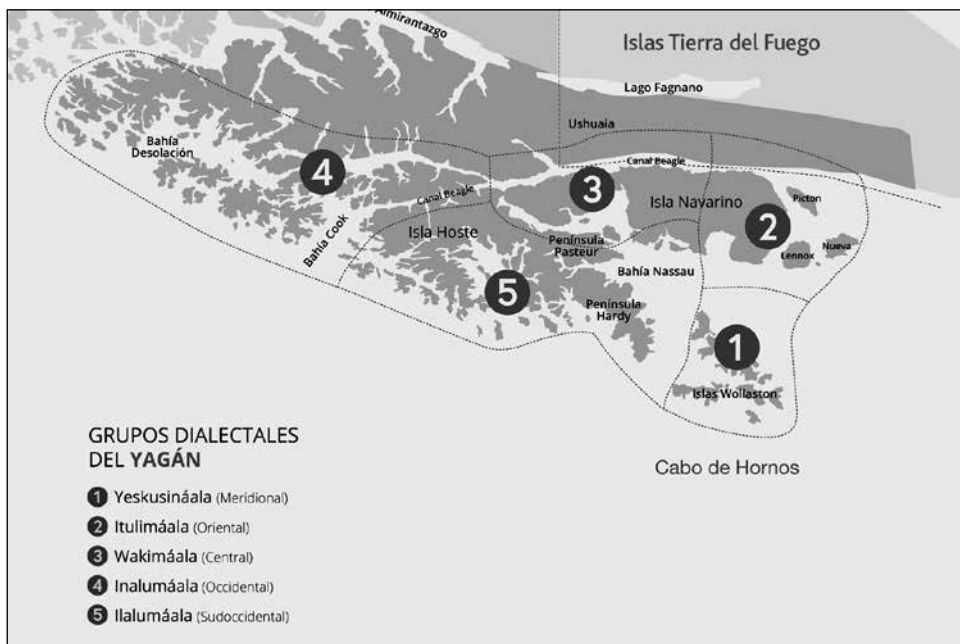 Almirantazgo
Islas Tierra del Fuego
Lago Fagnano
Ushuaia
Bahía
Desolación
4
Canal Beagle
3
Canal Beagle
Isla Navarino
Picton
2
Bahía Cook
Isla Hoste
Península
Pasteur
Lennox
Nueva
Bahía Nassau
5
Península
Hardy
1
Islas Wollaston
Cabo de Hornos
GRUPOS DIALECTALES
DEL YAGÁN
1 Yeskusináala (Meridional)
2 Itulimáala (Oriental)
3 Wakimáala (Central)
4 Inalumáala (Occidental)
5 Ilalumáala (Sudoccidental)